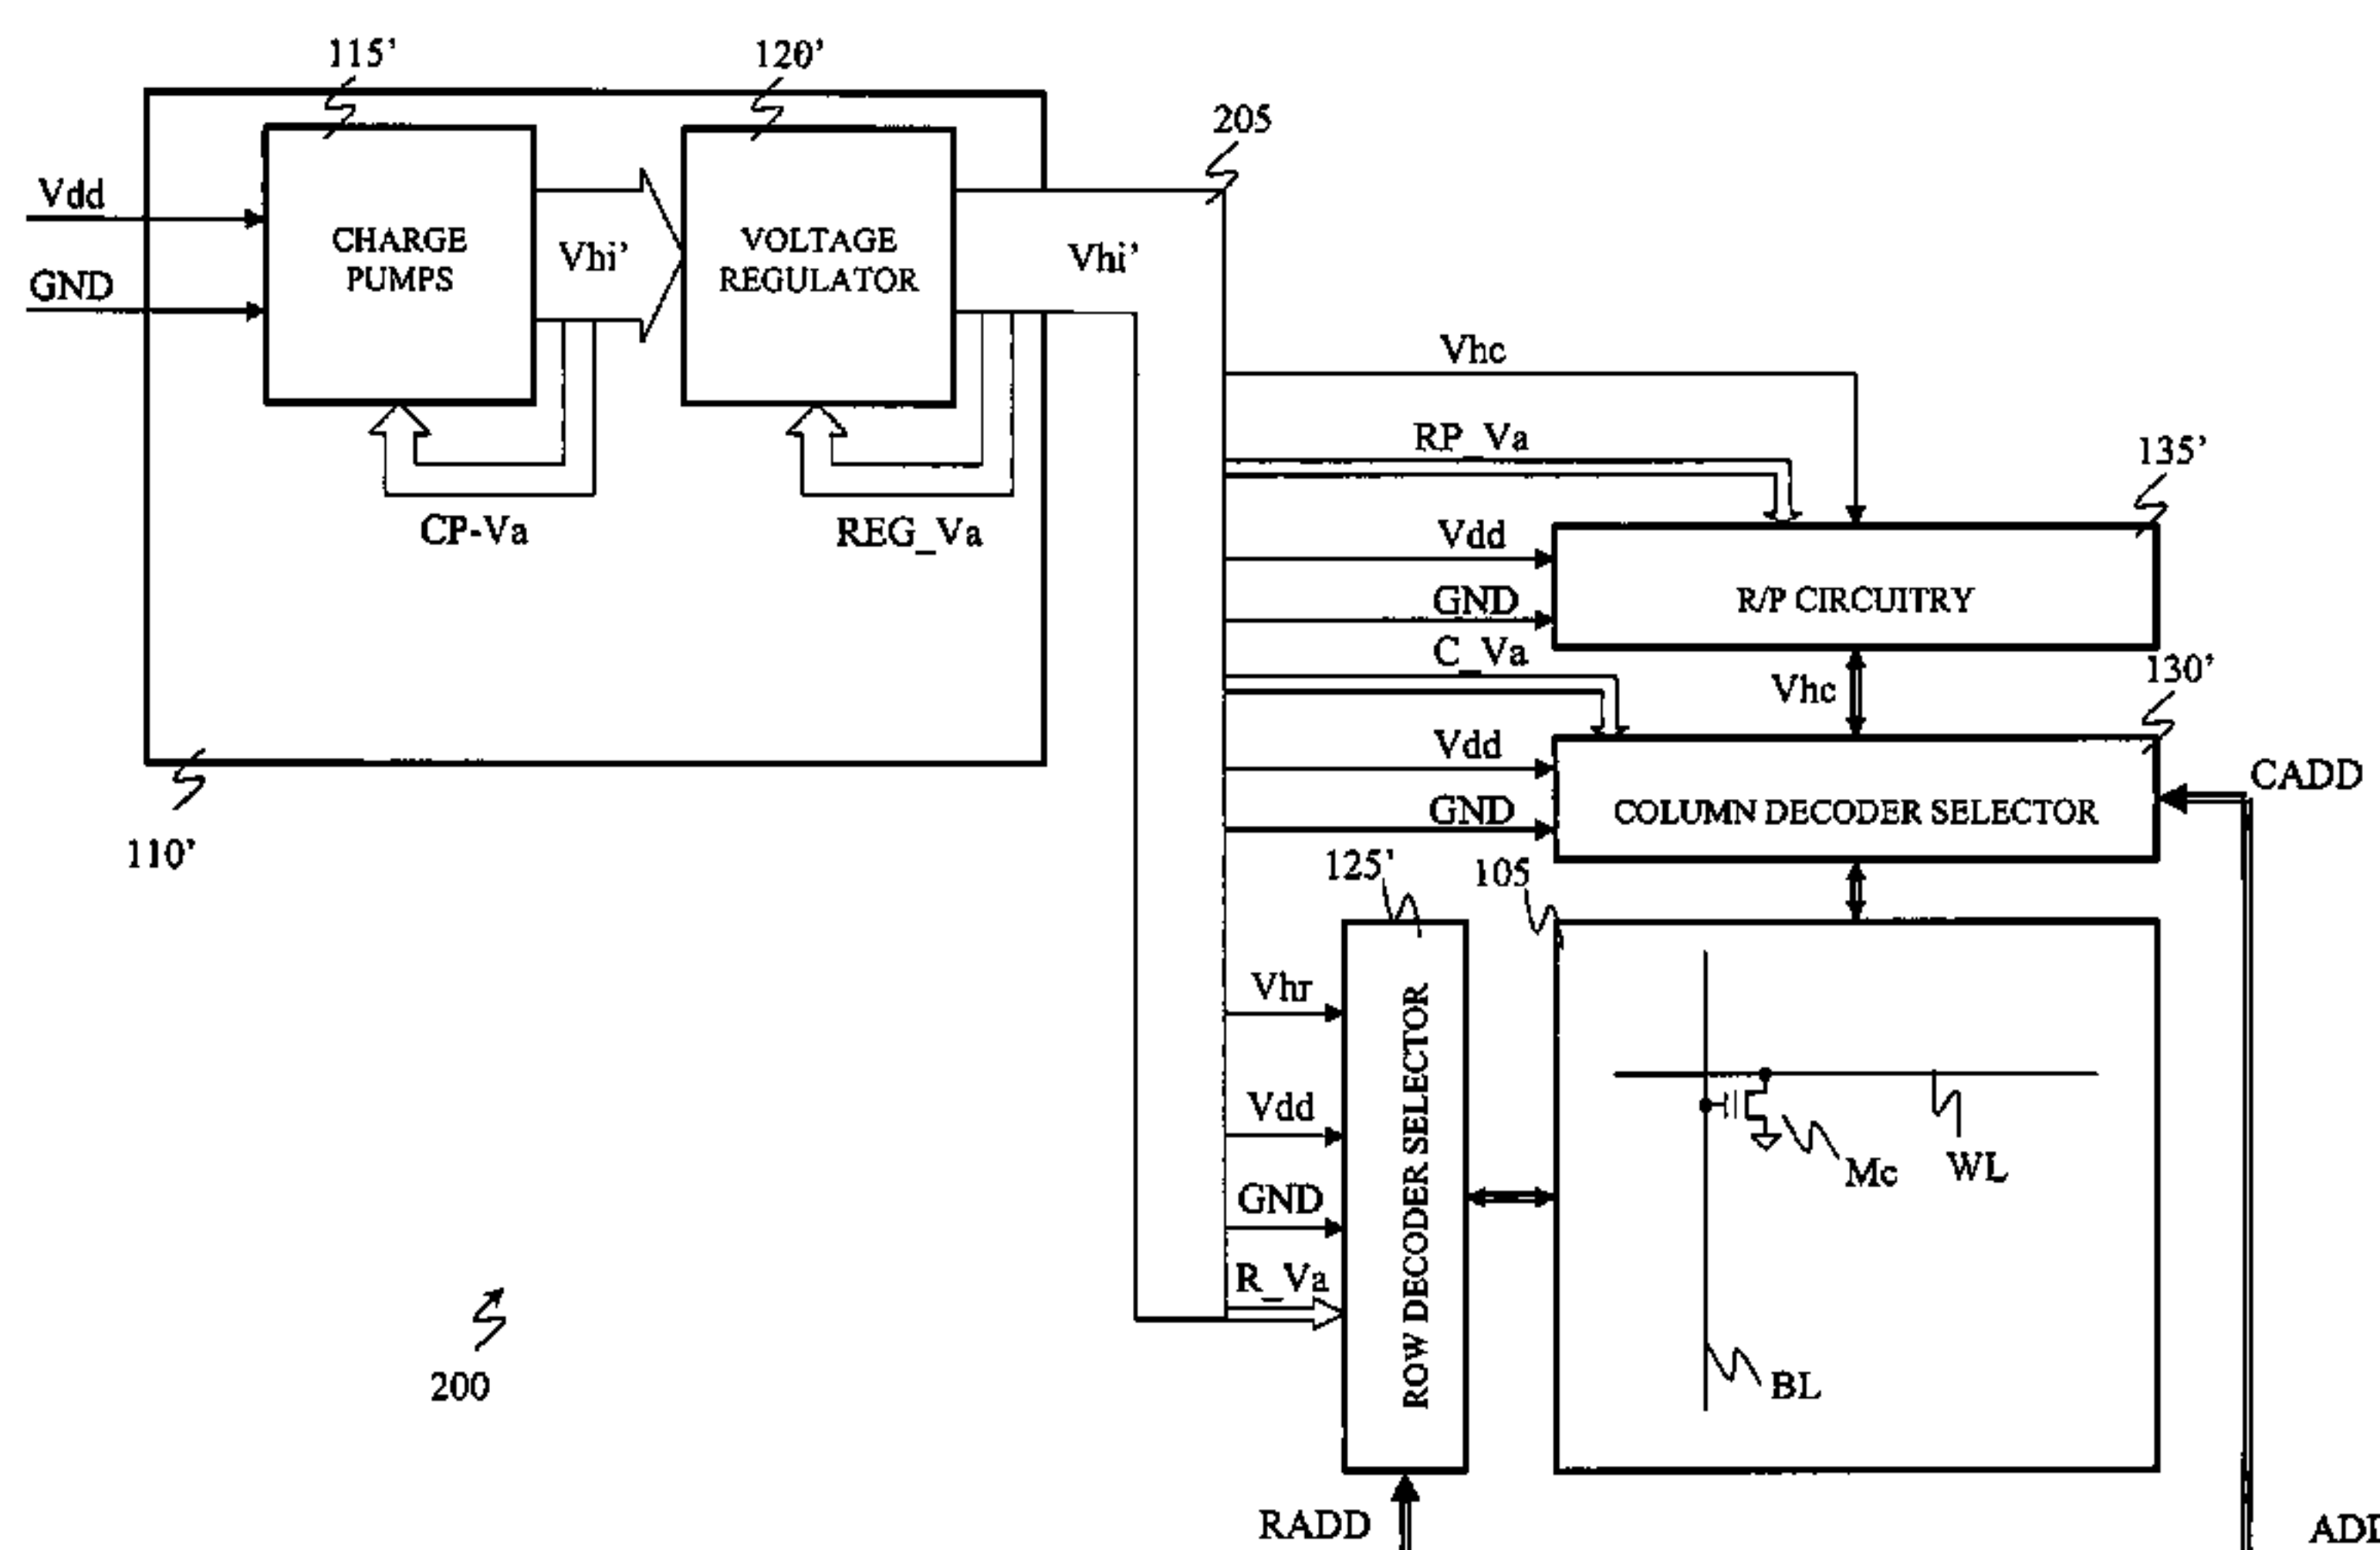 115’
120’
205
Vdd
GND
CHARGE
PUMPS
Vhi’
VOLTAGE
REGULATOR
Vhi’
CP-Va
REG_Va
110’
Vhc
RP_Va
135’
Vdd
GND
R/P CIRCUITRY
C_Va
Vhc
130’
Vdd
GND
COLUMN DECODER SELECTOR
CADD
125’
105
Vhr
Vdd
GND
R_Va
ROW DECODER SELECTOR
Mc
WL
BL
200
RADD